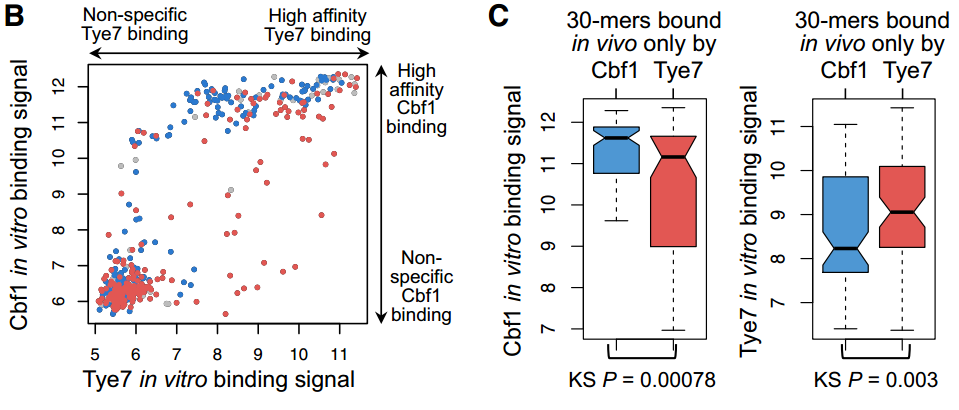 B
Non-specific
Tye7 binding
High affinity
Tye7 binding
Cbf1 in vitro binding signal
12
11
10
9
8
7
6
5 6 7 8 9 10 11
Tye7 in vitro binding signal
High
affinity
Cbf1
binding
Non-
specific
Cbf1
binding
C
30-mers bound
in vivo only by
Cbf1 Tye7
Cbf1 in vitro binding signal
12
11
10
9
8
7
KS P = 0.00078
30-mers bound
in vivo only by
Cbf1 Tye7
Tye7 in vitro binding signal
11
10
9
8
7
KS P = 0.003